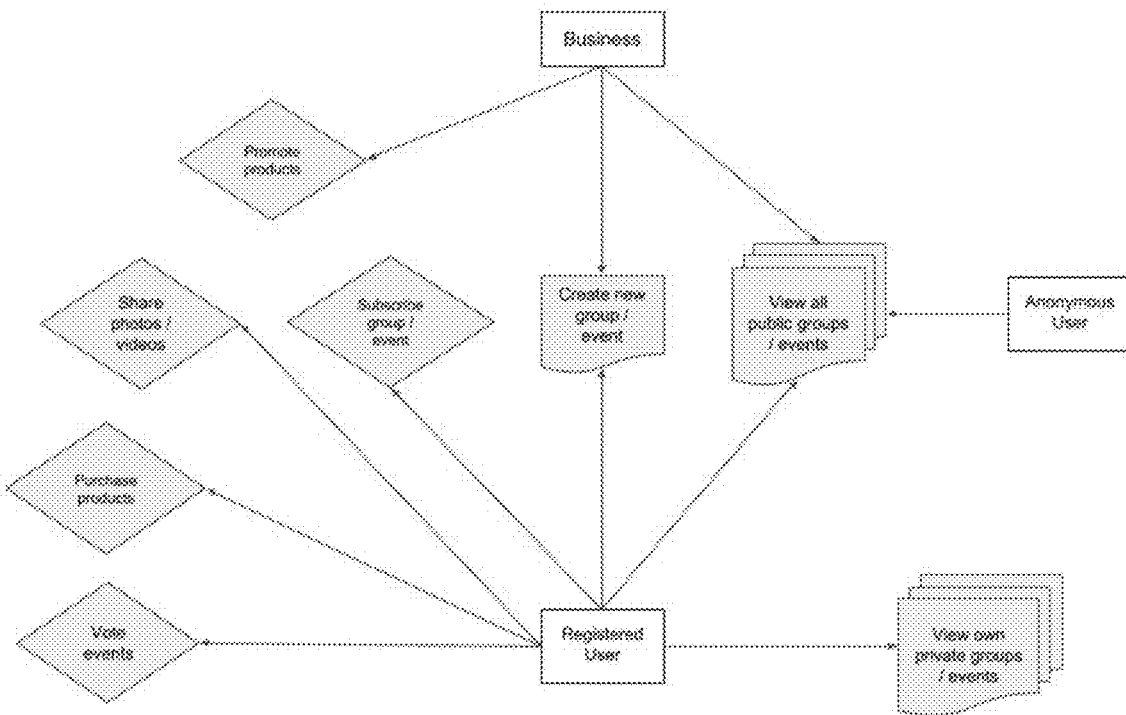 Business
Promote
products
Share
photos /
videos
Subscribe
group /
event
Create new
group /
event
View all
public groups
/ events
Anonymous
User
Purchase
products
Vote
events
Registered
User
View own
private groups
/ events